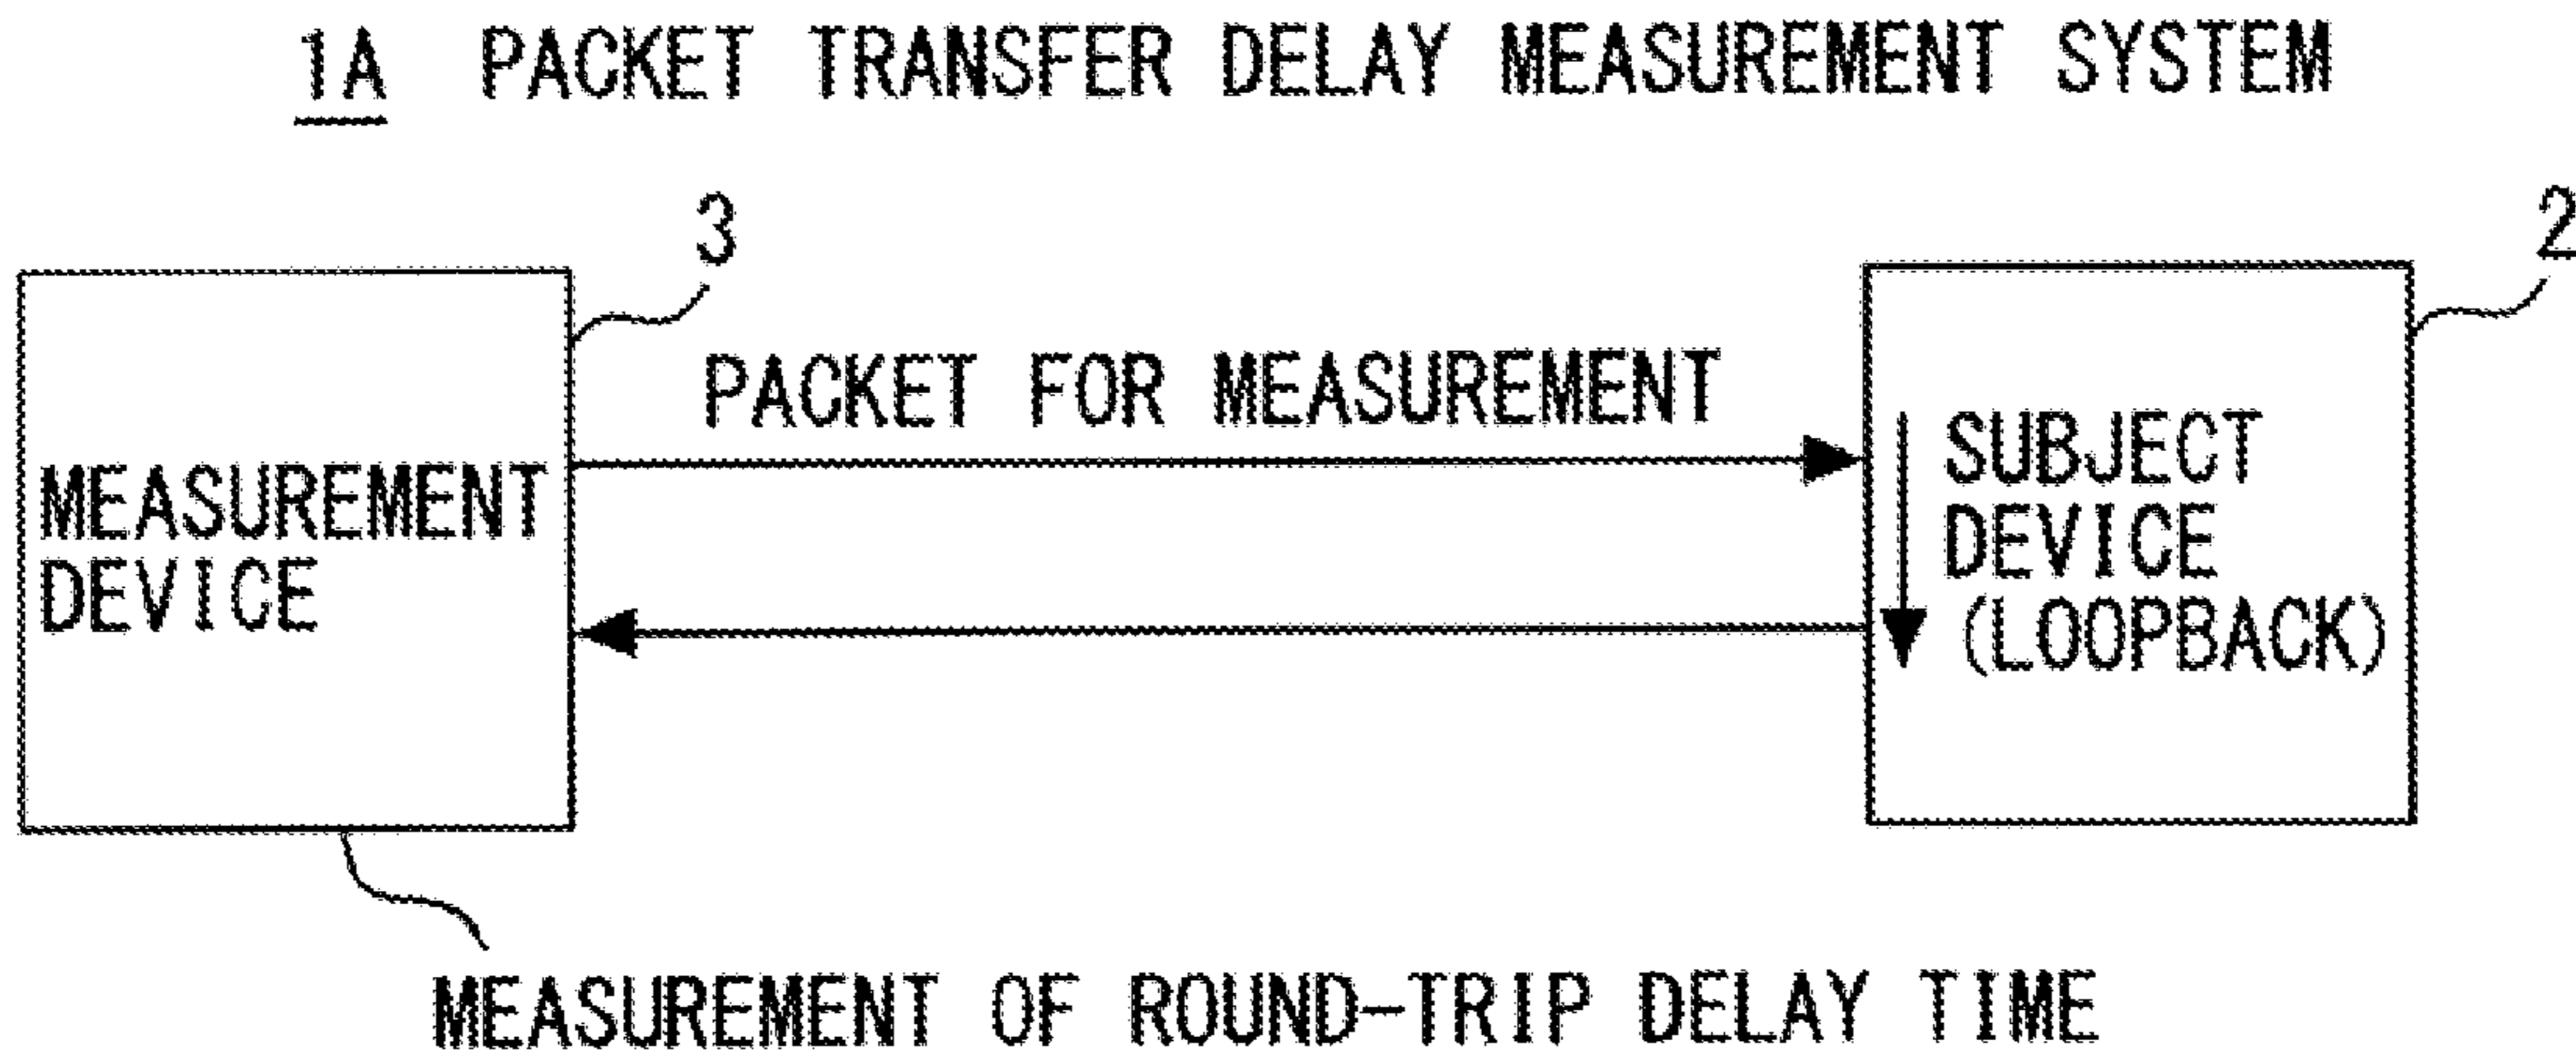 1A PACKET TRANSFER DELAY MEASUREMENT SYSTEM
3
2
PACKET FOR MEASUREMENT
MEASUREMENT
DEVICE
SUBJECT
DEVICE
(LOOPBACK)
MEASUREMENT OF ROUND-TRIP DELAY TIME